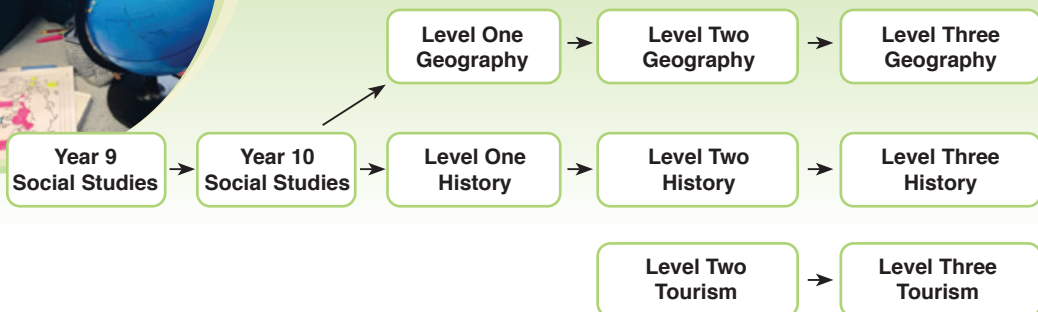 Level One
Geography
Level Two
Geography
Level Three
Geography
Year 9
Social Studies
Year 10
Social Studies
Level One
History
Level Two
History
Level Three
History
Level Two
Tourism
Level Three
Tourism